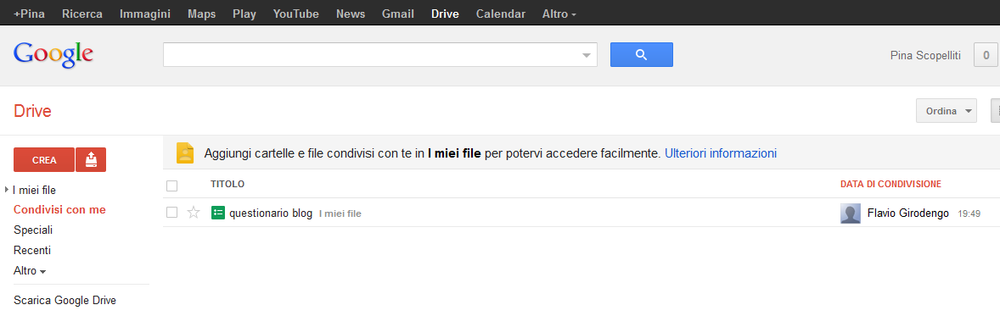 +Pina Ricerca Immagini Maps Play YouTube News Gmail Drive Calendar Altro
Google
Pina Scopelliti 0
Drive
Ordina
CREA
Aggiungi cartelle e file condivisi con te in I miei file per potervi accedere facilmente. Ulteriori informazioni
I miei file
TITOLO DATA DI CONDIVISIONE
Condivisi con me
questionario blog I miei file Flavio Girodengo 19:49
Speciali
Recenti
Altro
Scarica Google Drive